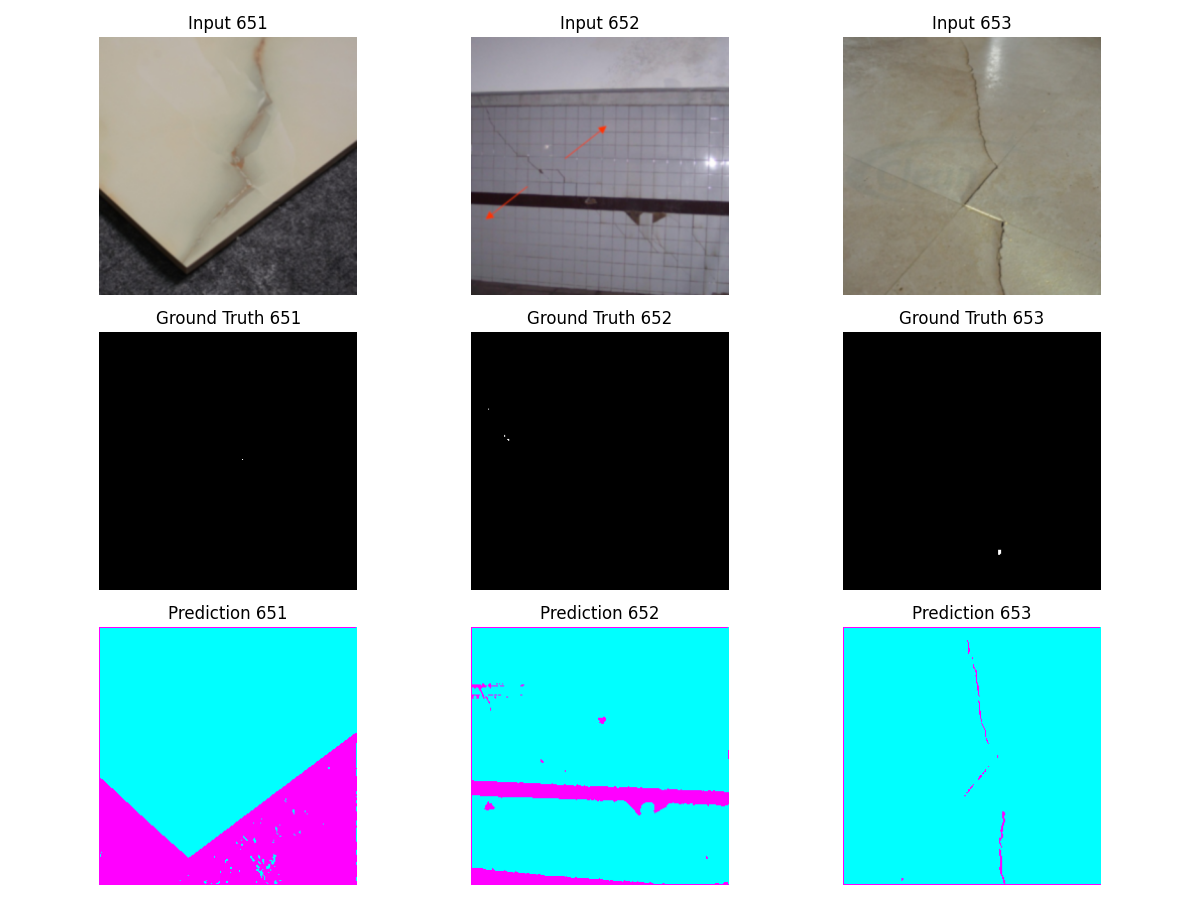 Input 651
Input 652
Input 653
Ground Truth 651
Ground Truth 652
Ground Truth 653
Prediction 651
Prediction 652
Prediction 653